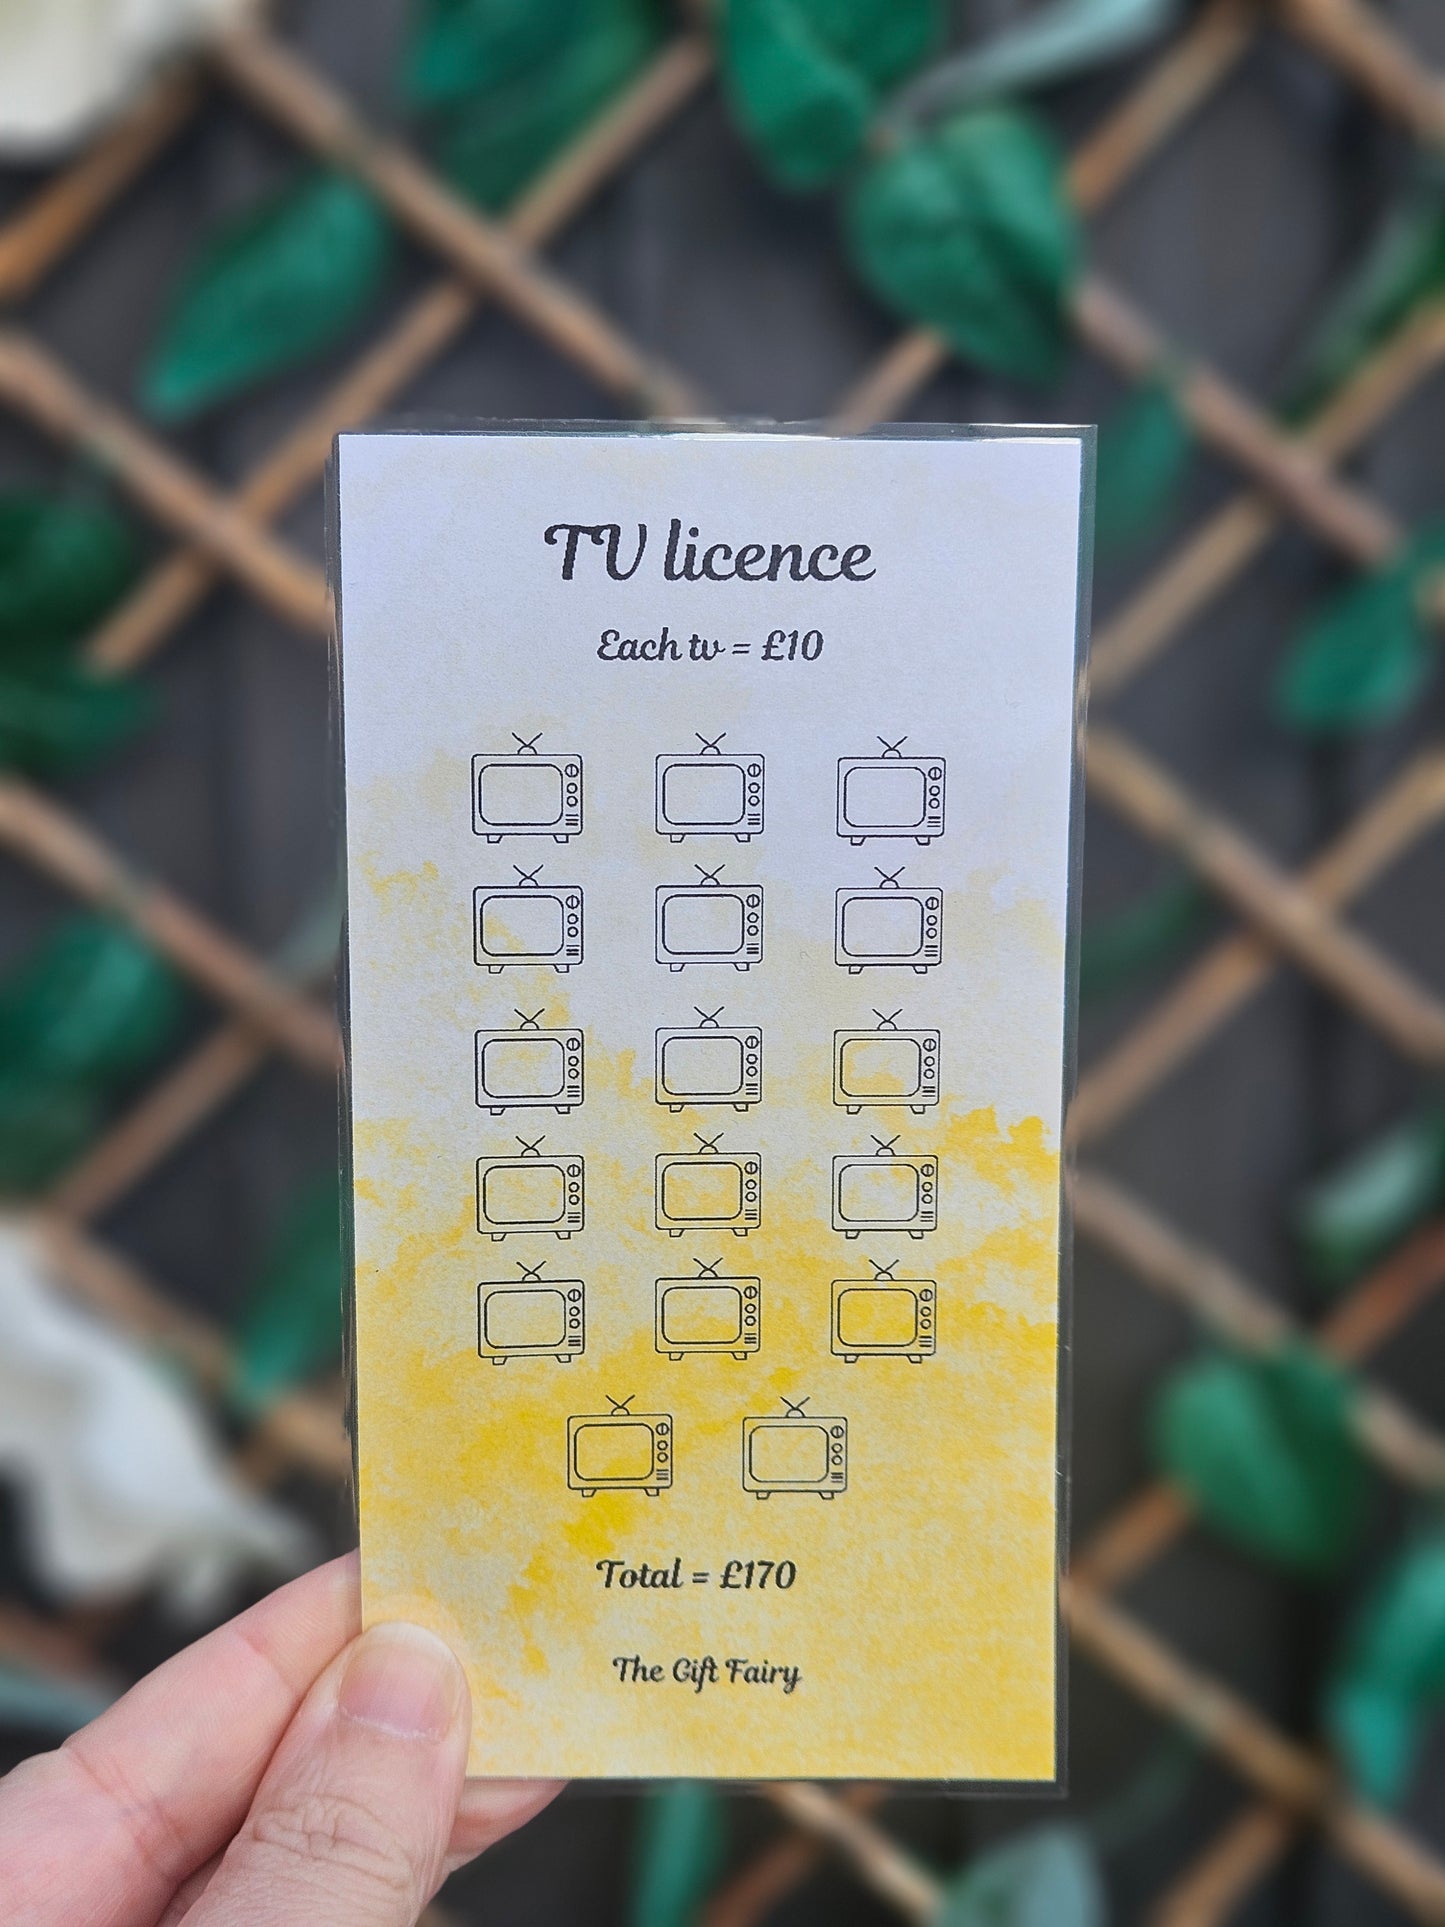 TV licence
Each tv = £10
Total = £170
The Gift Fairy